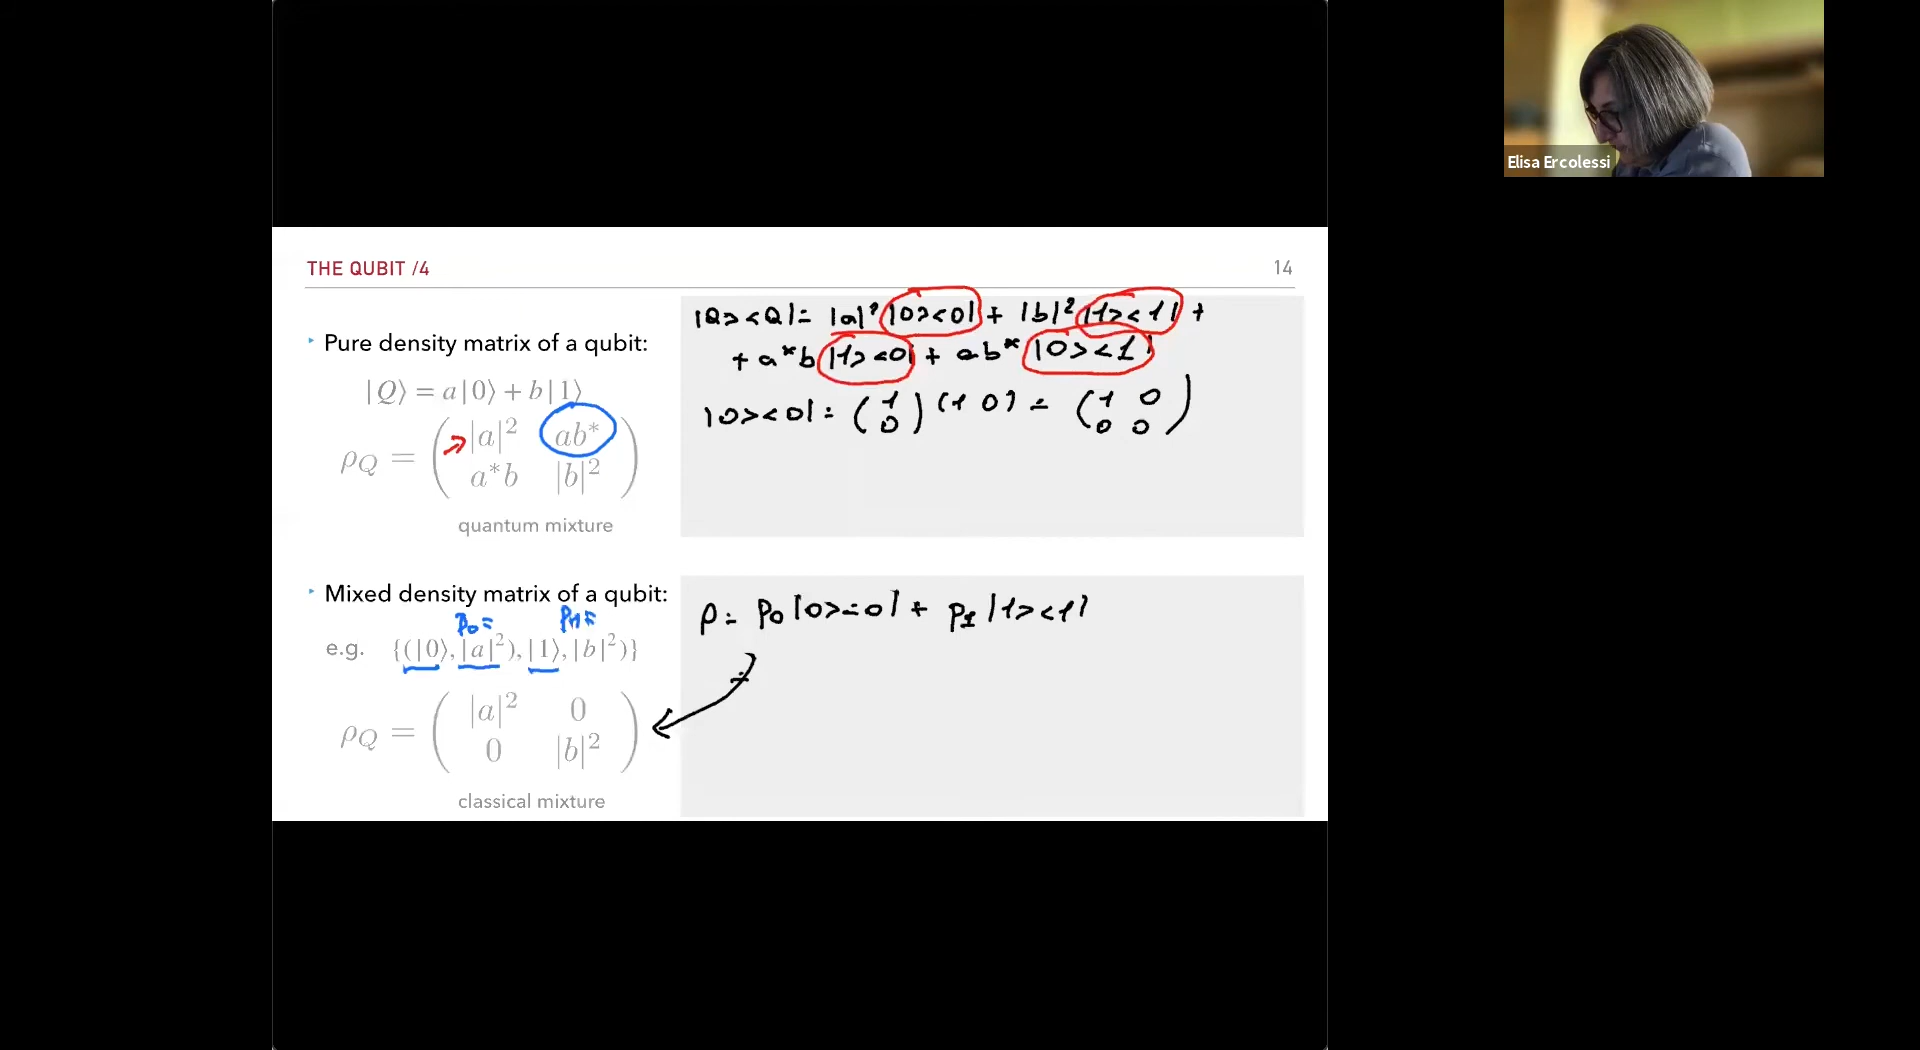 Elisa Ercolessi
THE QUBIT /4
14
‣ Pure density matrix of a qubit:
|Q⟩ = a|0⟩ + b|1⟩
ρ_Q = ( |a|² ab* 
a*b |b|² )
quantum mixture
|Q><Q| = |a|² |0><0| + |b|² |1><1| +
+ a*b |1><0| + ab* |0><1|
|0><0| = (1 0) (1 0) = (1 0
0 0)
‣ Mixed density matrix of a qubit:
p₀ = p₁ =
e.g. {(|0⟩, |a|²), |1⟩, |b|²)}
ρ_Q = ( |a|² 0
0 |b|² )
classical mixture
ρ = p₀ |0><0| + p₁ |1><1|
=